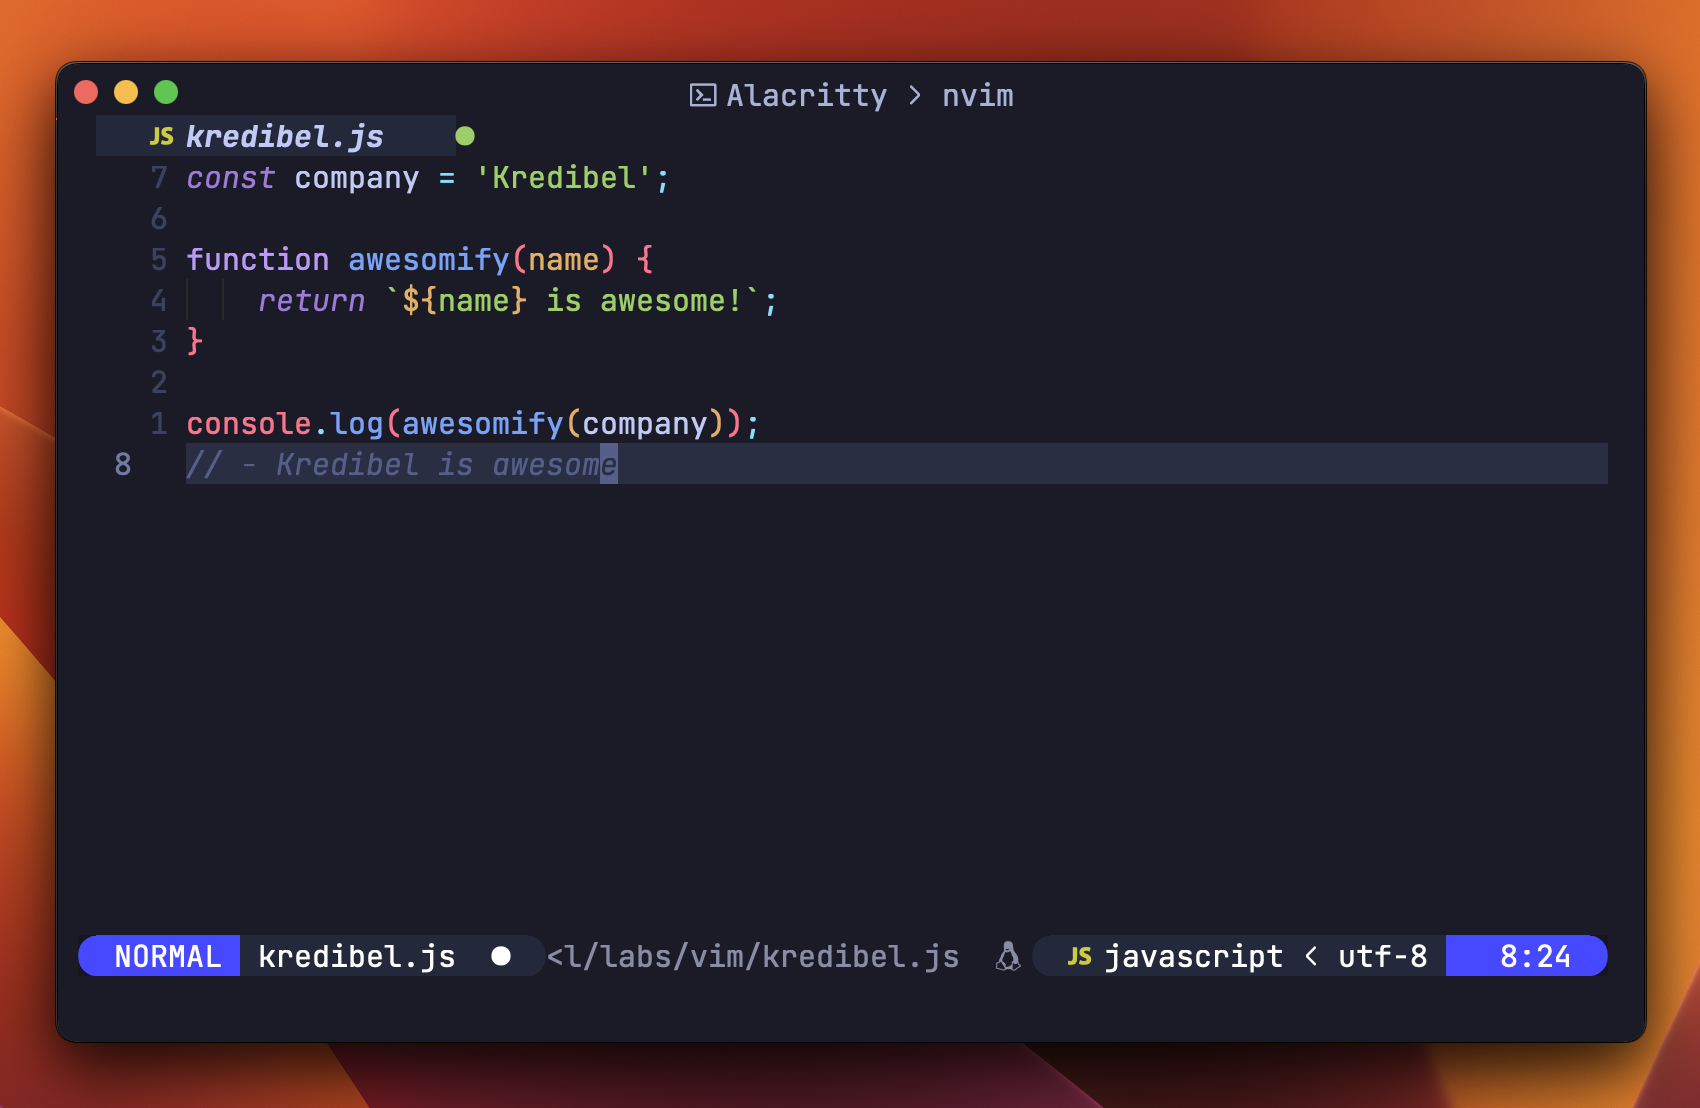 Alacritty > nvim
JS kredibel.js
7 const company = 'Kredibel';
6
5 function awesomify(name) {
4 return `${name} is awesome!`;
3 }
2
1 console.log(awesomify(company));
8 // - Kredibel is awesome
NORMAL kredibel.js ● <l/labs/vim/kredibel.js JS javascript < utf-8 8:24